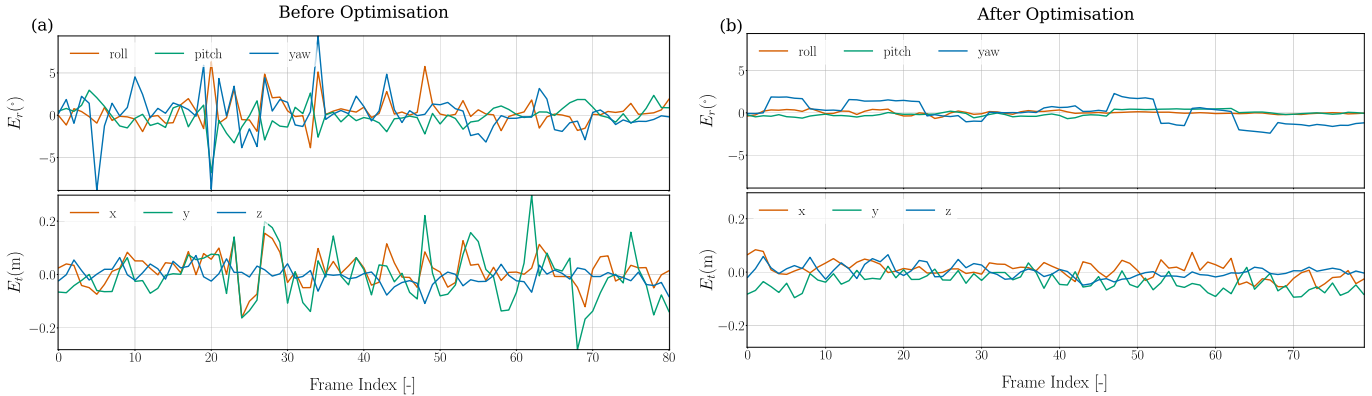 Before Optimisation
(a)
roll pitch yaw
5
0
−5
E_r(°)
x y z
0.2
0.0
−0.2
E_t(m)
0 10 20 30 40 50 60 70 80
Frame Index [-]
After Optimisation
(b)
roll pitch yaw
5
0
−5
E_r(°)
x y z
0.2
0.0
−0.2
E_t(m)
0 10 20 30 40 50 60 70
Frame Index [-]